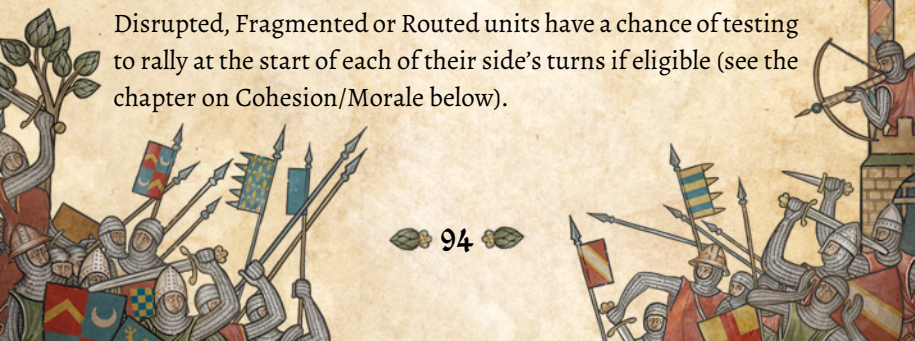 Disrupted, Fragmented or Routed units have a chance of testing
to rally at the start of each of their side’s turns if eligible (see the
chapter on Cohesion/Morale below).
94